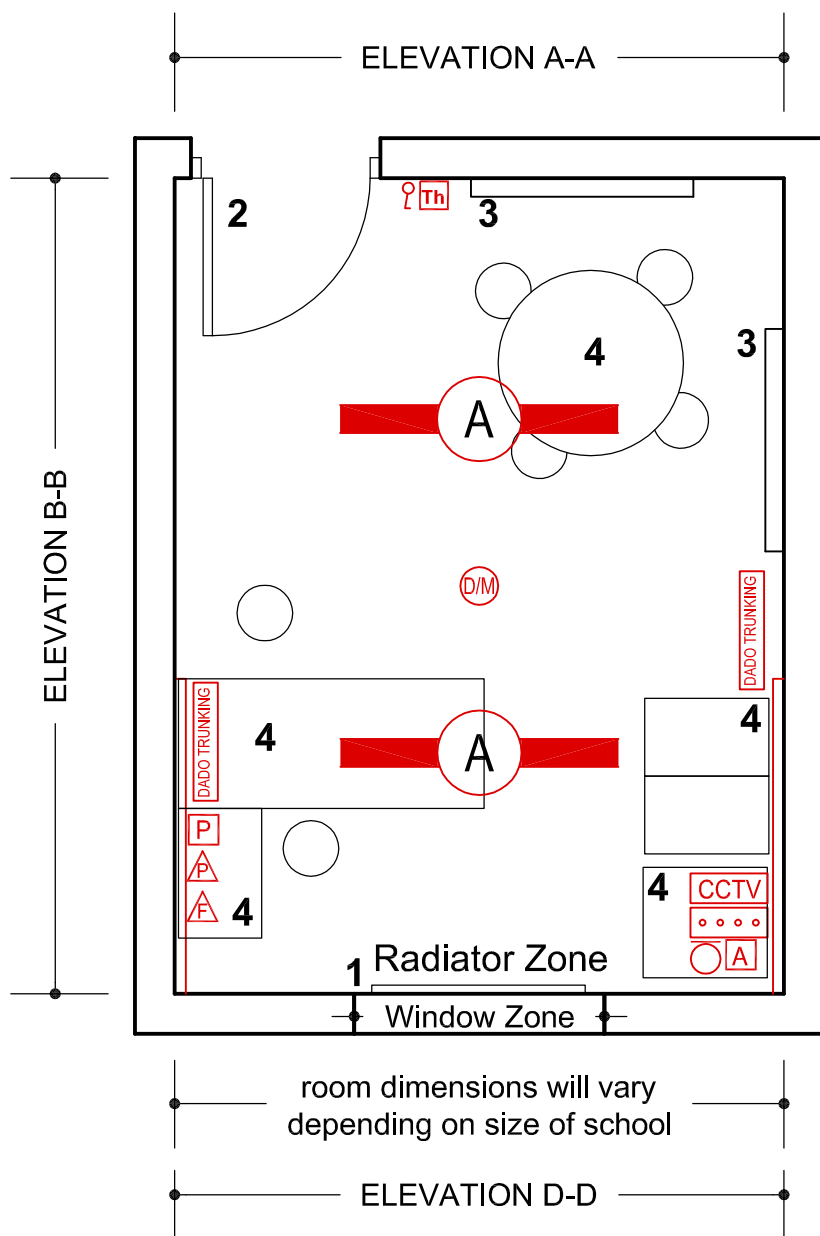 ELEVATION A-A
2
Th
3
3
4
A
ELEVATION B-B
D/M
DADO TRUNKING
DADO TRUNKING
4
4
A
P
P
F
4
4
CCTV
A
1
Radiator Zone
Window Zone
room dimensions will vary
depending on size of school
ELEVATION D-D